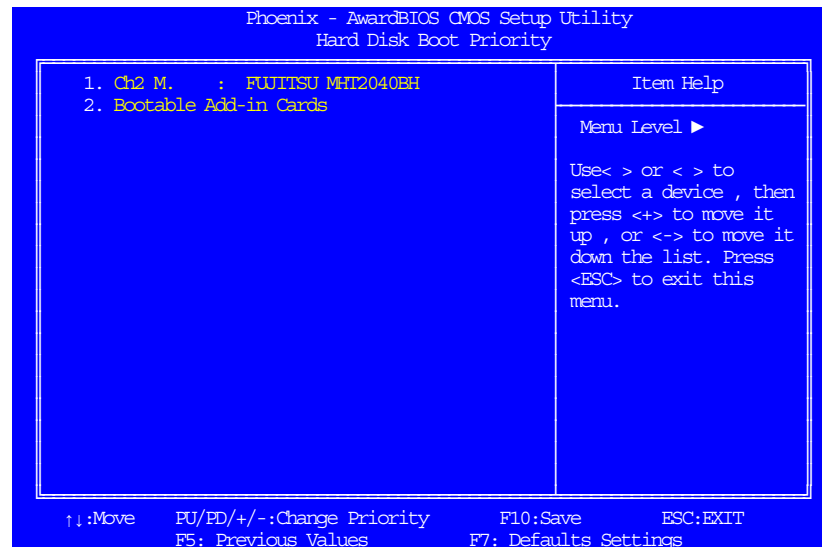 Phoenix - AwardBIOS CMOS Setup Utility
Hard Disk Boot Priority
1. Ch2 M. : FUJITSU MHT2040BH
2. Bootable Add-in Cards
Item Help
Menu Level ►
Use< > or < > to
select a device , then
press <+> to move it
up , or <-> to move it
down the list. Press
<ESC> to exit this
menu.
↑↓:Move PU/PD/+/-:Change Priority F10:Save ESC:EXIT
F5: Previous Values F7: Defaults Settings